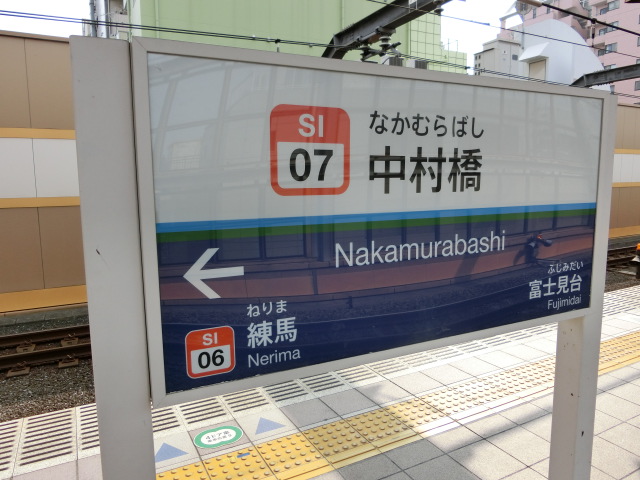 SI
07
なかむらばし
中村橋
Nakamurabashi
ねりま
SI
06
練馬
Nerima
ふじみだい
富士見台
Fujimidai